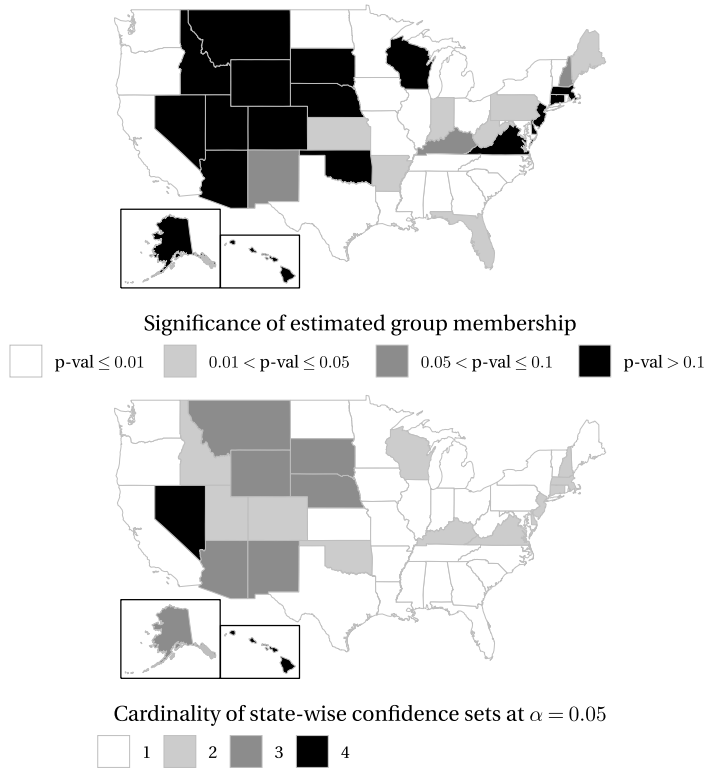 Significance of estimated group membership
p-val ≤ 0.01 0.01 < p-val ≤ 0.05 0.05 < p-val ≤ 0.1 p-val > 0.1
Cardinality of state-wise confidence sets at α = 0.05
1 2 3 4